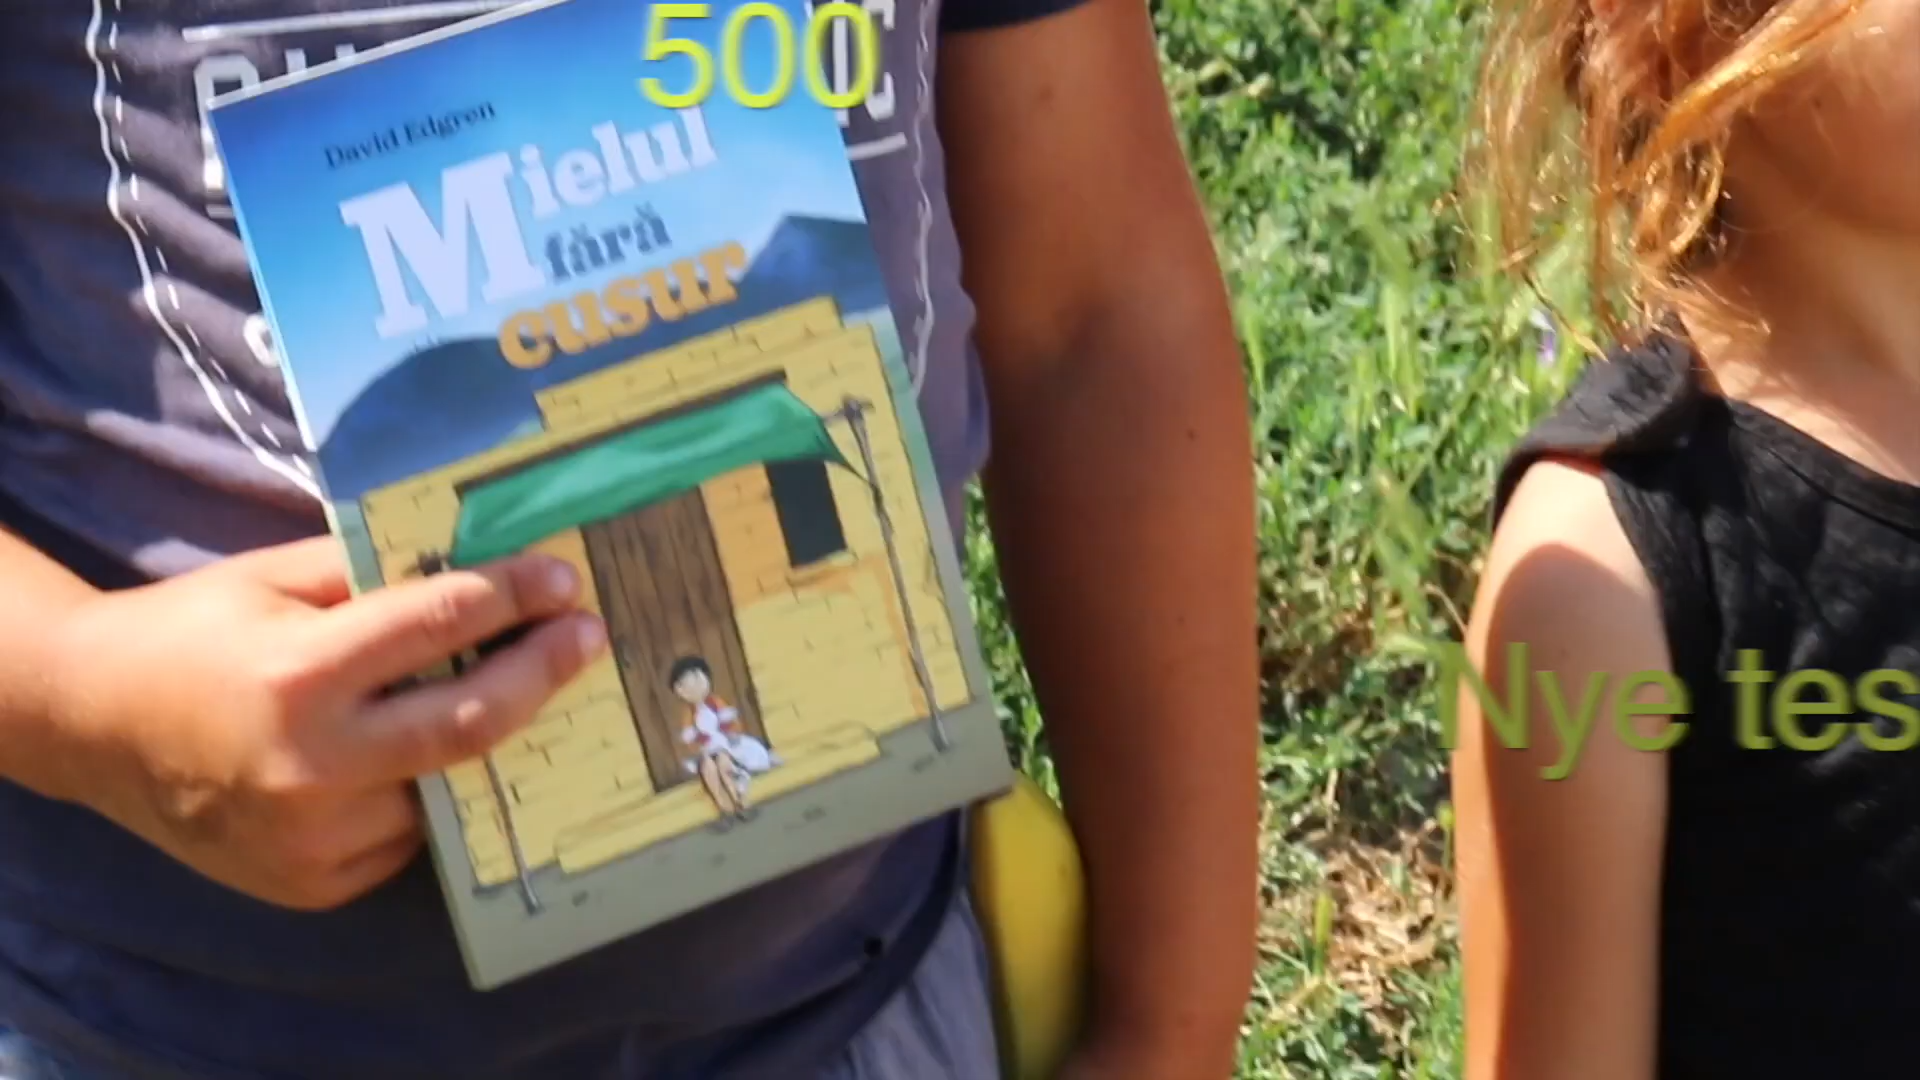 500
David Edgren
Mielul
fără
cusur
Nye tes